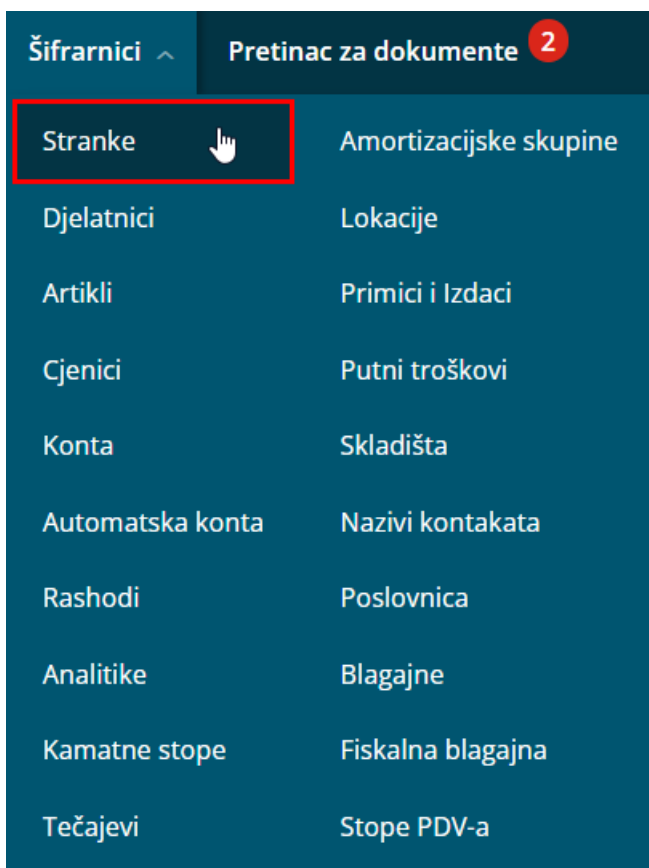 Šifrarnici Pretinac za dokumente 2
Stranke Amortizacijske skupine
Djelatnici Lokacije
Artikli Primici i Izdaci
Cjenici Putni troškovi
Konta Skladišta
Automatska konta Nazivi kontakata
Rashodi Poslovnica
Analitike Blagajne
Kamatne stope Fiskalna blagajna
Tečajevi Stope PDV-a